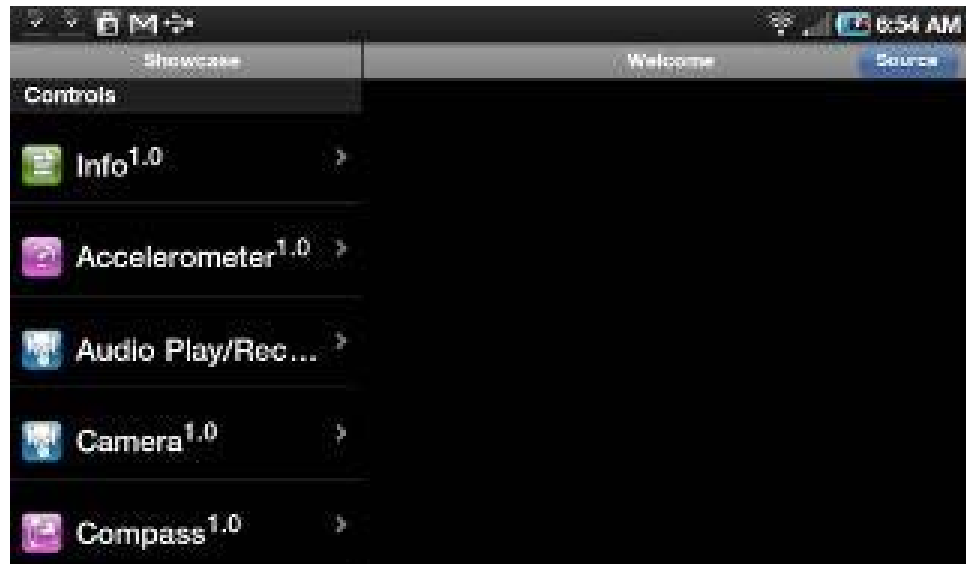 6:54 AM
Showcase
Welcome
Source
Controls
Info1.0
Accelerometer1.0
Audio Play/Rec...
Camera1.0
Compass1.0